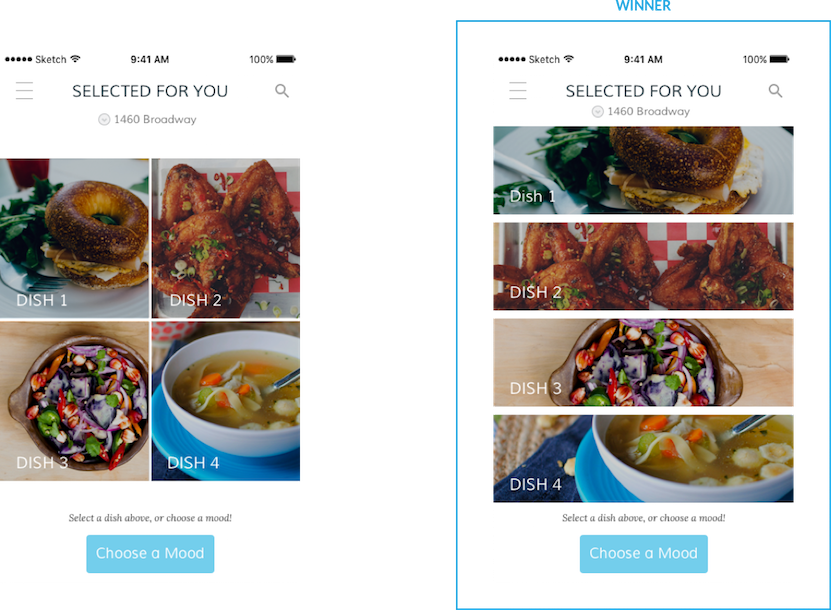 WINNER
Sketch 9:41 AM 100%
SELECTED FOR YOU
1460 Broadway
DISH 1
DISH 2
DISH 3
DISH 4
Select a dish above, or choose a mood!
Choose a Mood
Sketch 9:41 AM 100%
SELECTED FOR YOU
1460 Broadway
Dish 1
DISH 2
DISH 3
DISH 4
Select a dish above, or choose a mood!
Choose a Mood